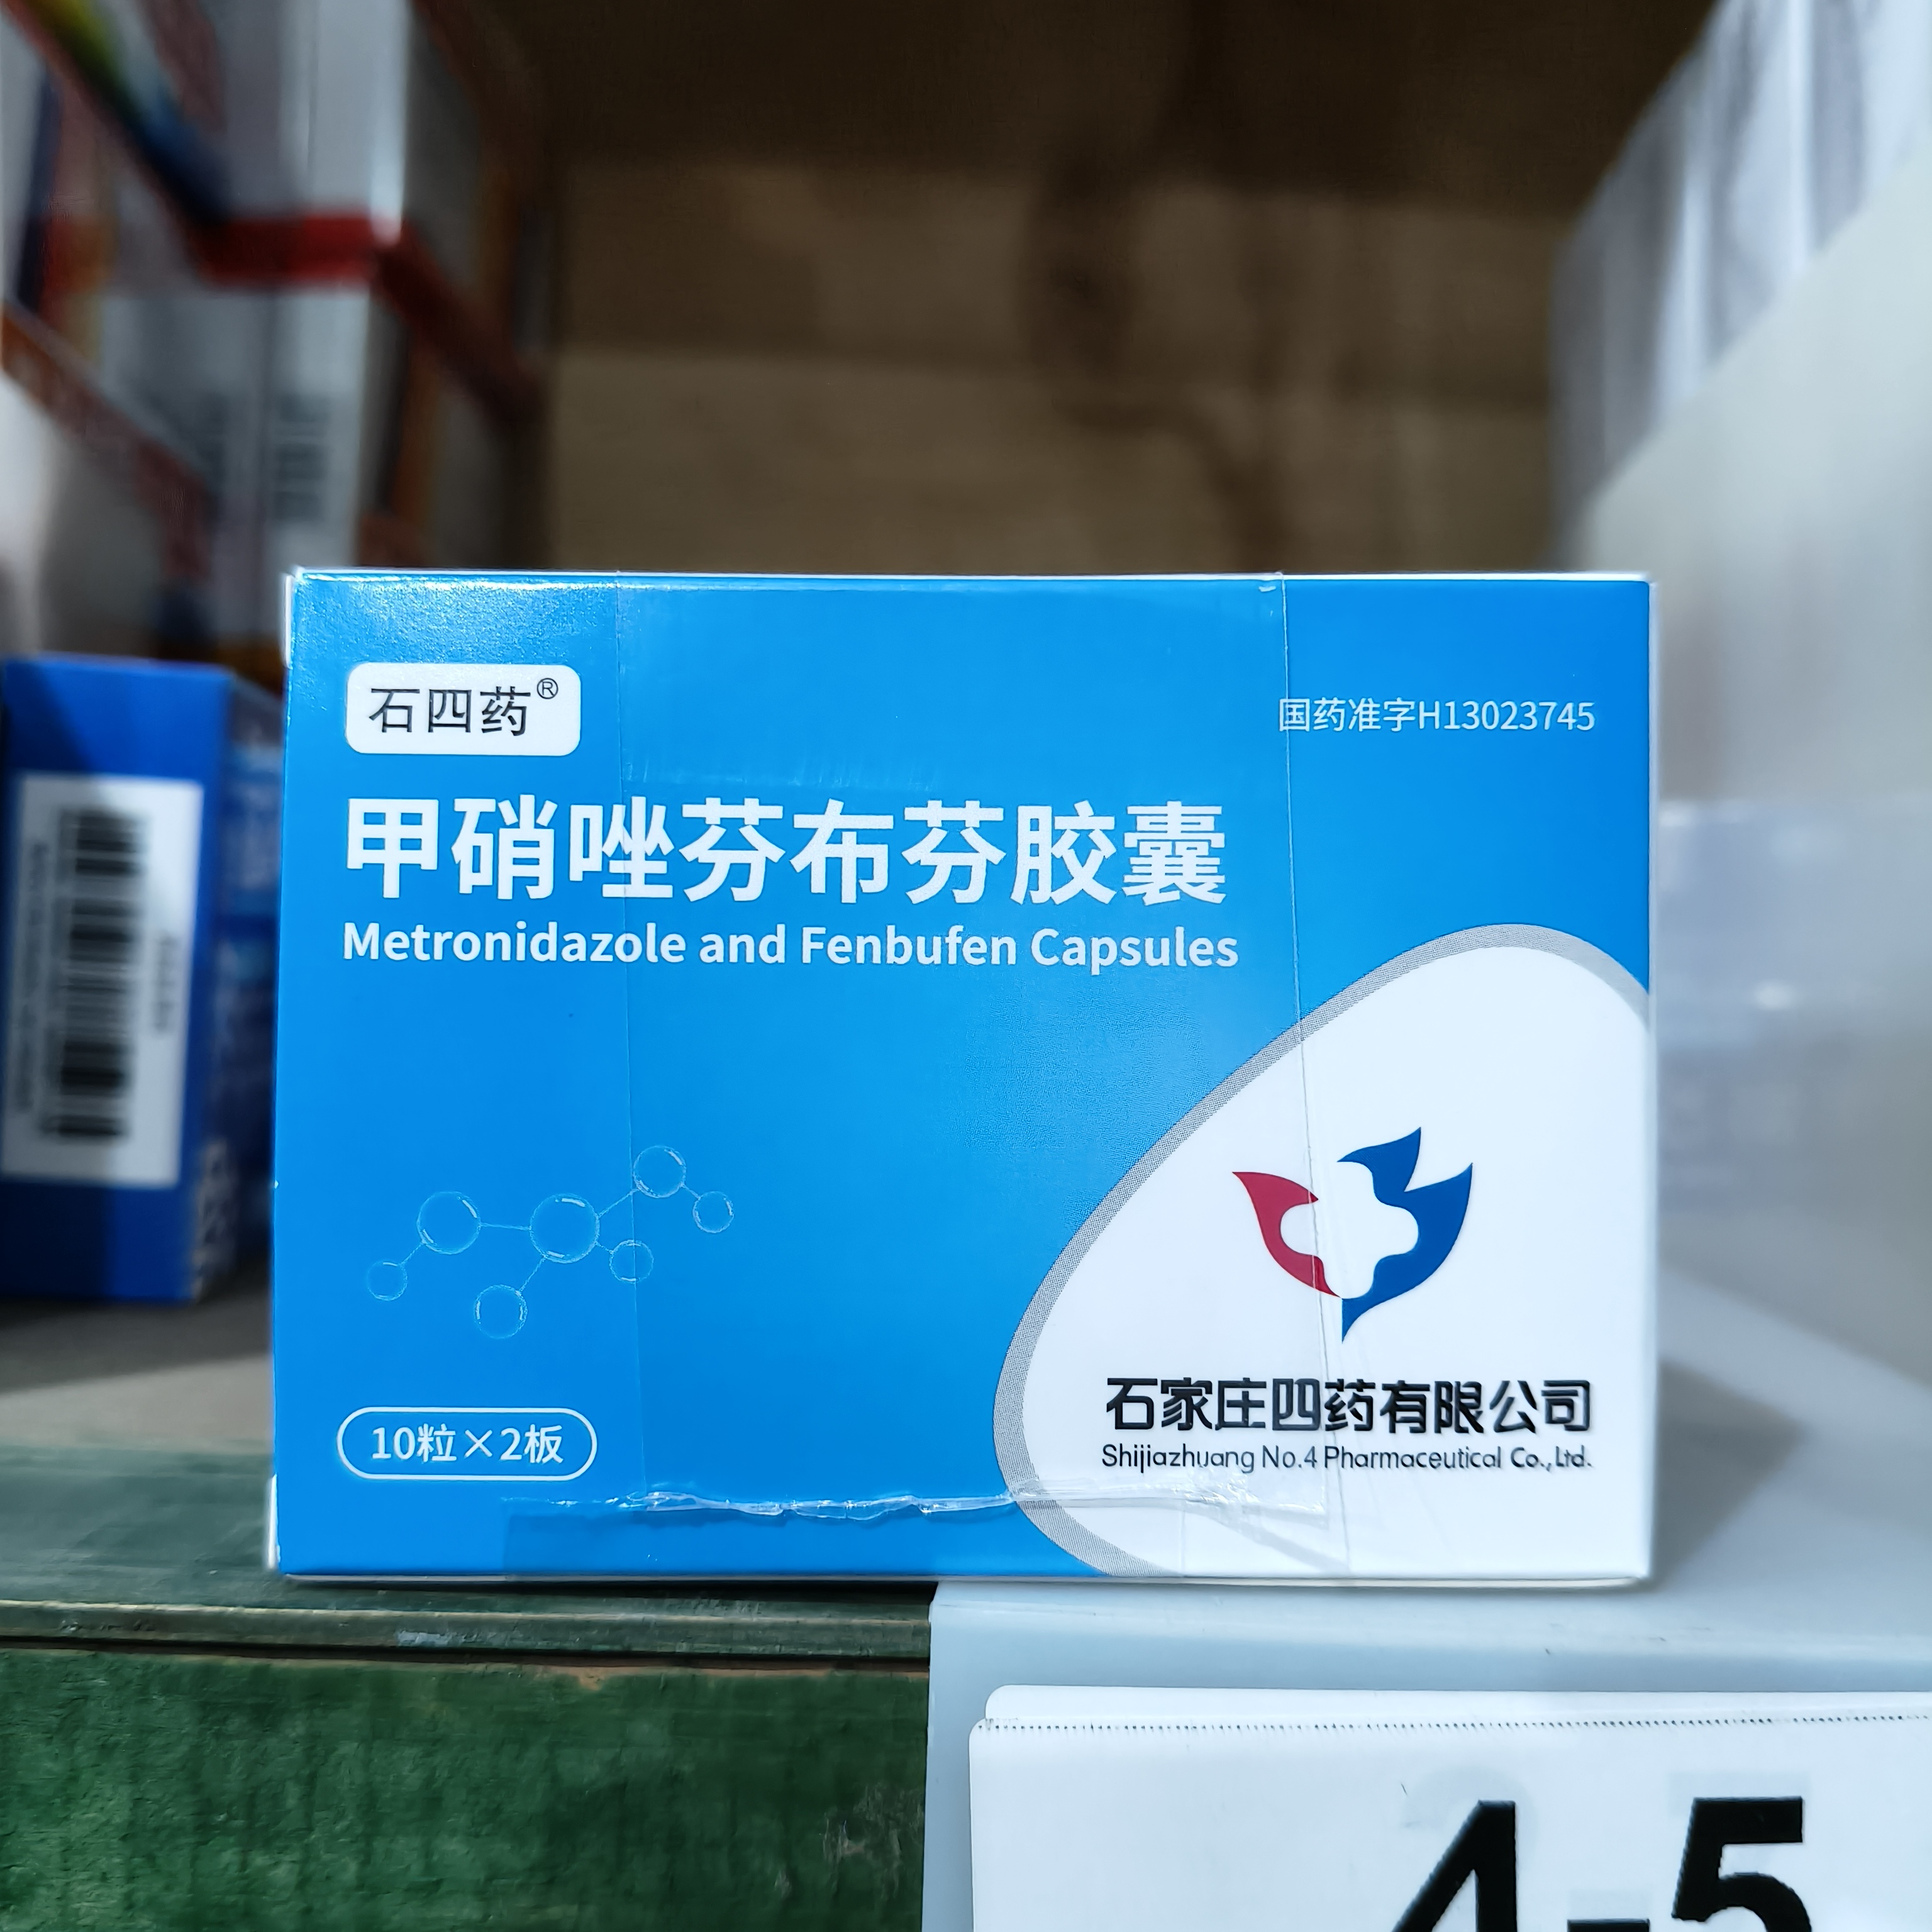 石四药®
国药准字H13023745
甲硝唑芬布芬胶囊
Metronidazole and Fenbufen Capsules
石家庄四药有限公司
Shijiazhuang No.4 Pharmaceutical Co.,Ltd.
10粒×2板
4-5